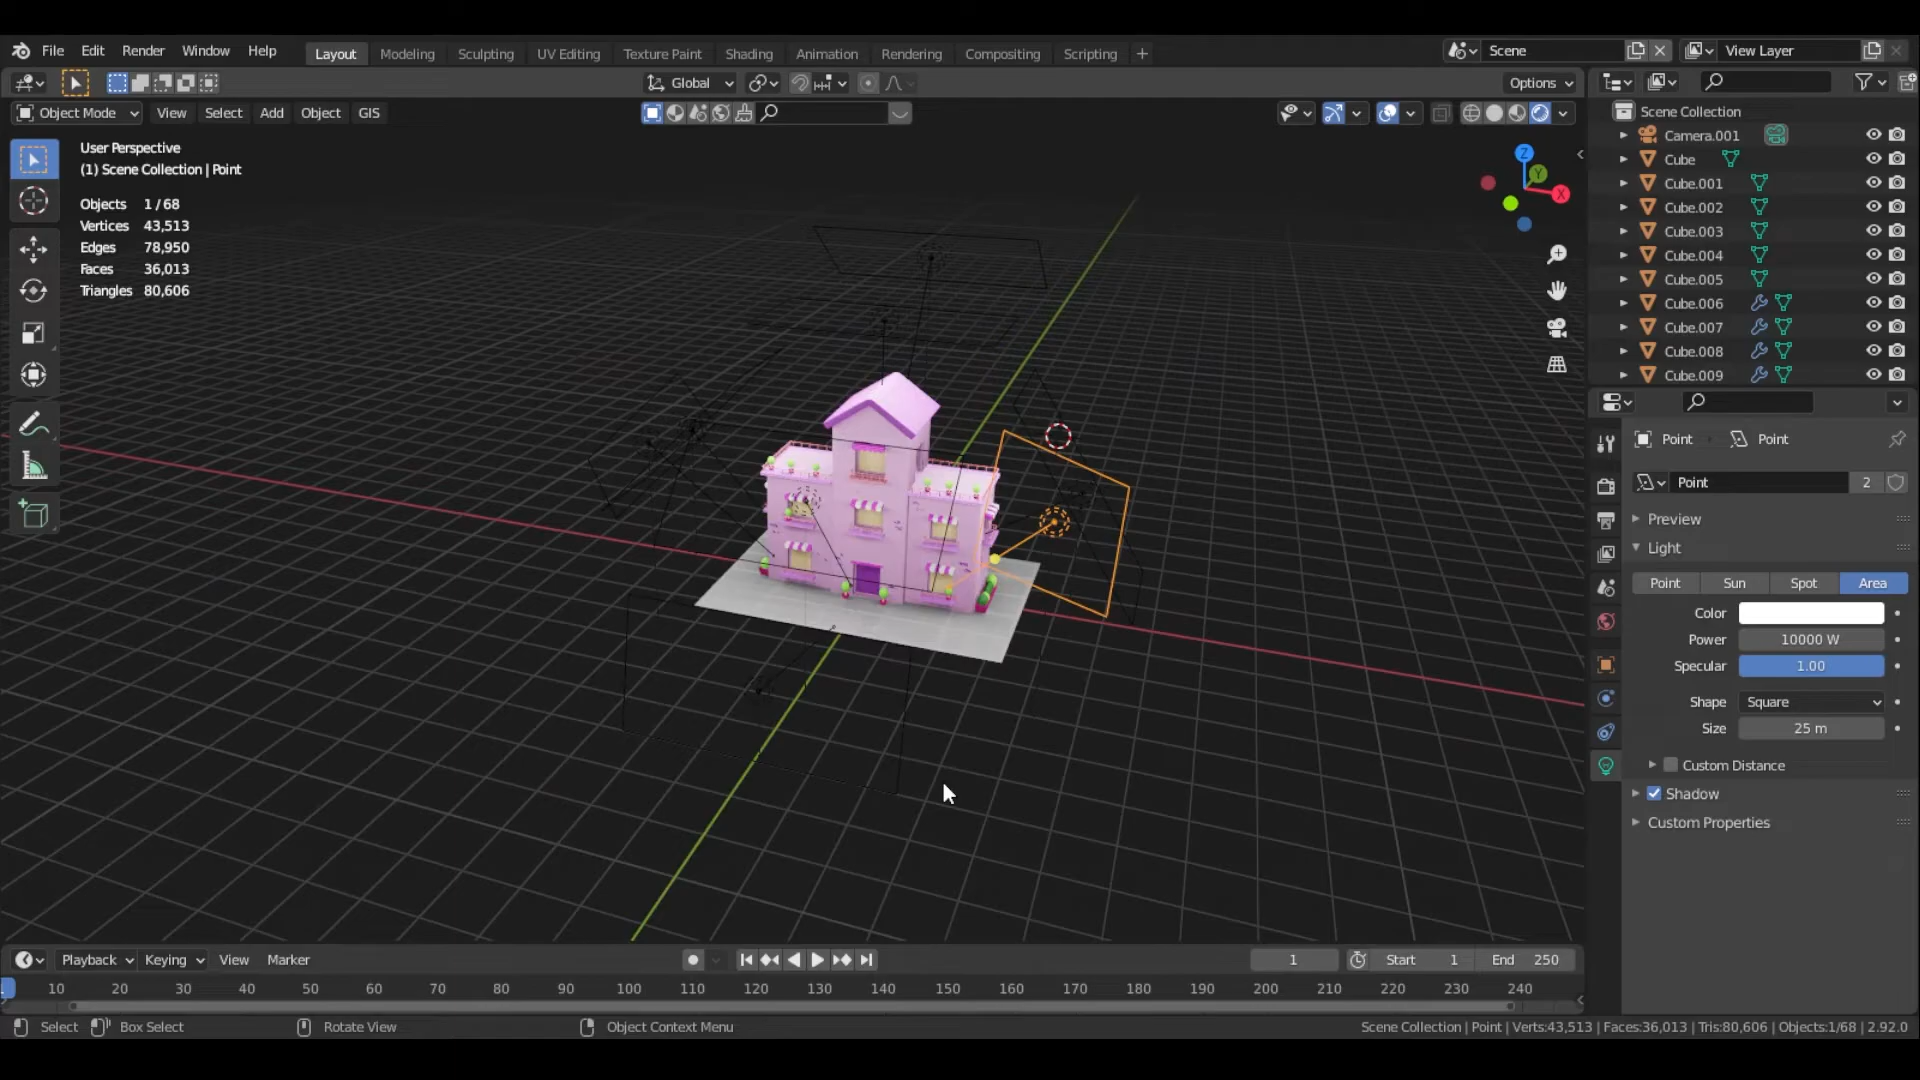 File Edit Render Window Help Layout Modeling Sculpting UV Editing Texture Paint Shading Animation Rendering Compositing Scripting + Scene View Layer
Global Options
Object Mode View Select Add Object GIS
User Perspective
(1) Scene Collection | Point
Objects 1 / 68
Vertices 43,513
Edges 78,950
Faces 36,013
Triangles 80,606
Z
Y
X
Scene Collection
Camera.001
Cube
Cube.001
Cube.002
Cube.003
Cube.004
Cube.005
Cube.006
Cube.007
Cube.008
Cube.009
Point Point
Point 2
Preview
Light
Point Sun Spot Area
Color
Power 10000 W
Specular 1.00
Shape Square
Size 25 m
Custom Distance
Shadow
Custom Properties
Playback Keying View Marker 1 Start 1 End 250
10 20 30 40 50 60 70 80 90 100 110 120 130 140 150 160 170 180 190 200 210 220 230 240
Select Box Select Rotate View Object Context Menu Scene Collection | Point | Verts:43,513 | Faces:36,013 | Tris:80,606 | Objects:1/68 | 2.92.0